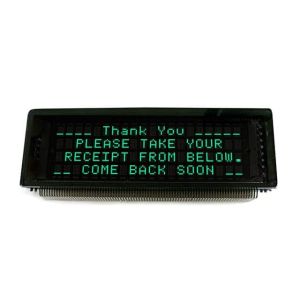 ____ Thank You _____
PLEASE TAKE YOUR
RECEIPT FROM BELOW.
__ COME BACK SOON __